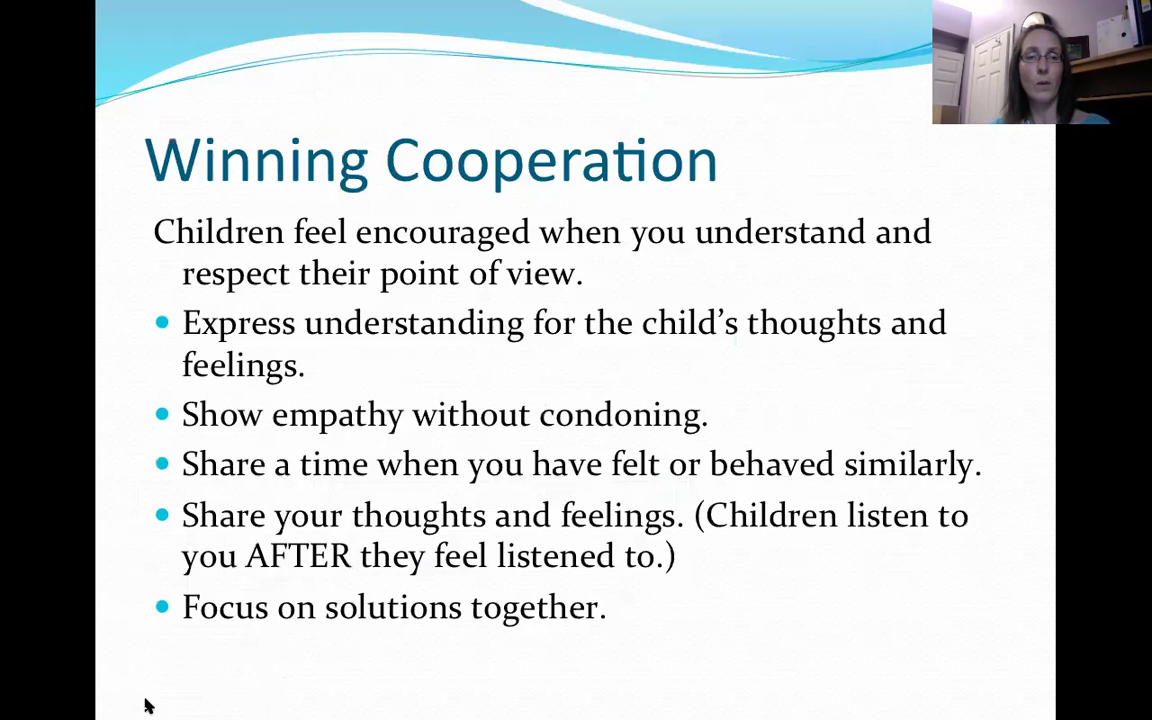 Winning Cooperation
Children feel encouraged when you understand and
respect their point of view.
Express understanding for the child’s thoughts and
feelings.
Show empathy without condoning.
Share a time when you have felt or behaved similarly.
Share your thoughts and feelings. (Children listen to
you AFTER they feel listened to.)
Focus on solutions together.